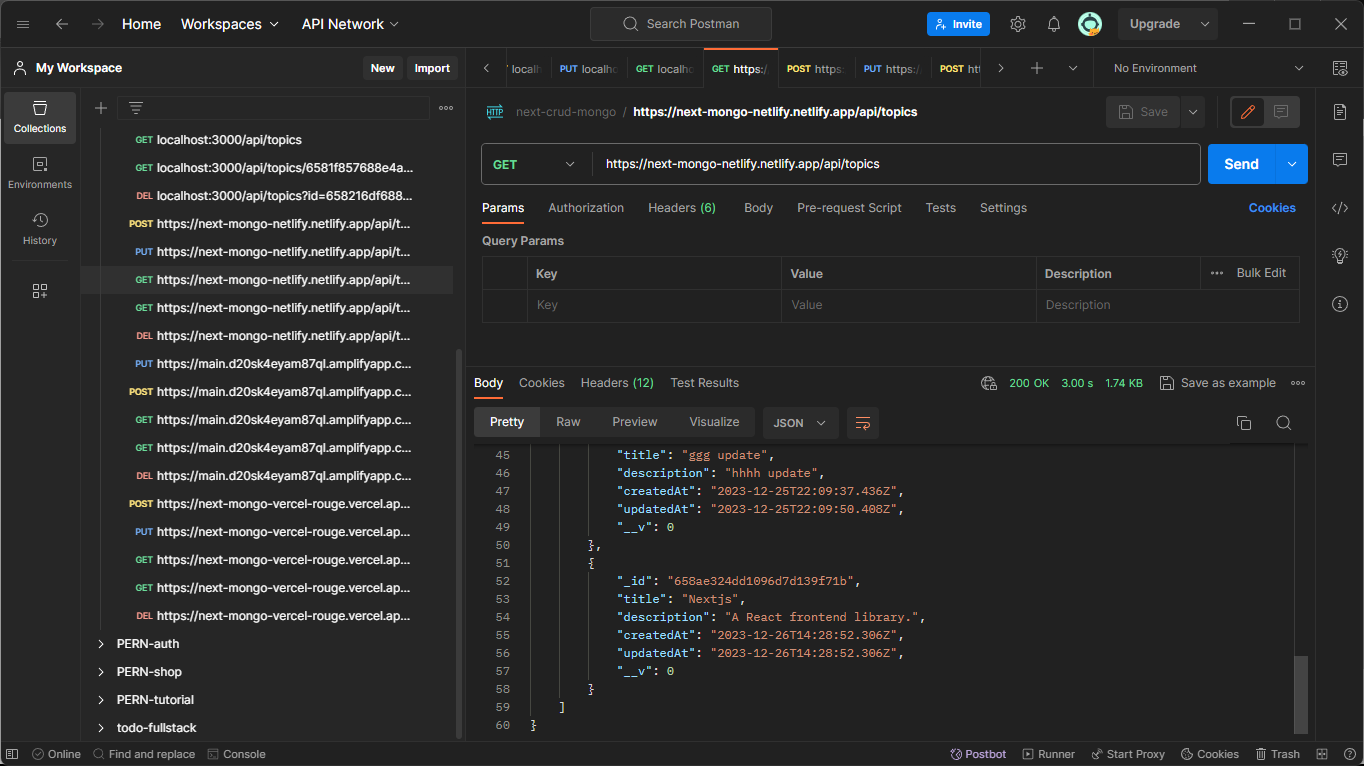 Home Workspaces API Network Search Postman Invite Upgrade
My Workspace New Import
localh PUT localho GET localho GET https:/ POST https: PUT https:/ POST ht No Environment
Collections
Environments
History
GET localhost:3000/api/topics
GET localhost:3000/api/topics/6581f857688e4a...
DEL localhost:3000/api/topics?id=658216df688...
POST https://next-mongo-netlify.netlify.app/api/t...
PUT https://next-mongo-netlify.netlify.app/api/t...
GET https://next-mongo-netlify.netlify.app/api/t...
GET https://next-mongo-netlify.netlify.app/api/t...
DEL https://next-mongo-netlify.netlify.app/api/t...
PUT https://main.d20sk4eyam87ql.amplifyapp.c...
POST https://main.d20sk4eyam87ql.amplifyapp.c...
GET https://main.d20sk4eyam87ql.amplifyapp.c...
GET https://main.d20sk4eyam87ql.amplifyapp.c...
DEL https://main.d20sk4eyam87ql.amplifyapp.c...
POST https://next-mongo-vercel-rouge.vercel.ap...
PUT https://next-mongo-vercel-rouge.vercel.ap...
GET https://next-mongo-vercel-rouge.vercel.ap...
GET https://next-mongo-vercel-rouge.vercel.ap...
DEL https://next-mongo-vercel-rouge.vercel.ap...
PERN-auth
PERN-shop
PERN-tutorial
todo-fullstack
HTTP next-crud-mongo / https://next-mongo-netlify.netlify.app/api/topics Save
GET https://next-mongo-netlify.netlify.app/api/topics Send
Params Authorization Headers (6) Body Pre-request Script Tests Settings Cookies
Query Params
Key Value Description Bulk Edit
Key Value Description
Body Cookies Headers (12) Test Results 200 OK 3.00 s 1.74 KB Save as example
Pretty Raw Preview Visualize JSON
45 "title": "ggg update",
46 "description": "hhhh update",
47 "createdAt": "2023-12-25T22:09:37.436Z",
48 "updatedAt": "2023-12-25T22:09:50.408Z",
49 "__v": 0
50 },
51 {
52 "_id": "658ae324dd1096d7d139f71b",
53 "title": "Nextjs",
54 "description": "A React frontend library.",
55 "createdAt": "2023-12-26T14:28:52.306Z",
56 "updatedAt": "2023-12-26T14:28:52.306Z",
57 "__v": 0
58 }
59 ]
60 }
Online Find and replace Console Postbot Runner Start Proxy Cookies Trash